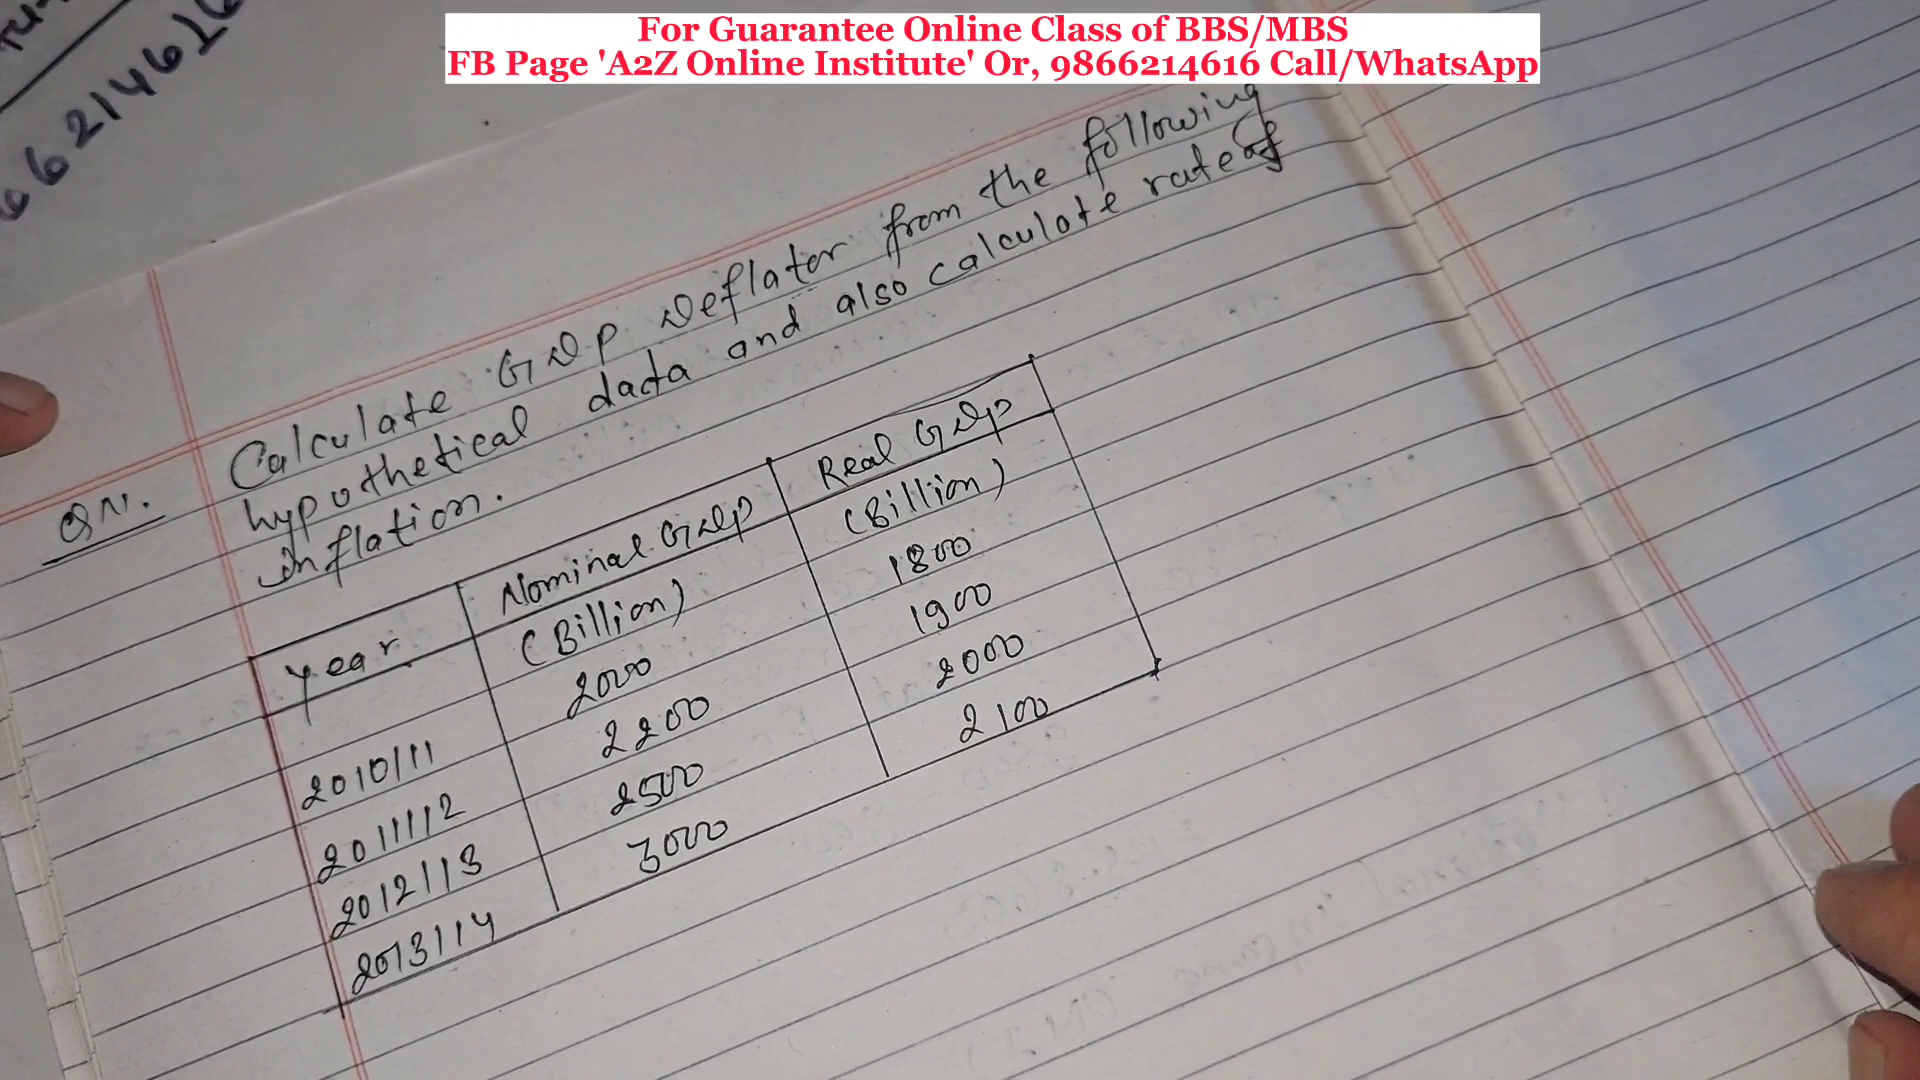 For Guarantee Online Class of BBS/MBS
FB Page 'A2Z Online Institute' Or, 9866214616 Call/WhatsApp
6621461
Q.N. Calculate GDP Deflator from the following
hypothetical data and also calculate rate of
inflation.
Year Nominal GDP Real GDP
(Billion) (Billion)
2010/11 2000 1800
2011/12 2200 1900
2012/13 2500 2000
2013/14 3000 2100